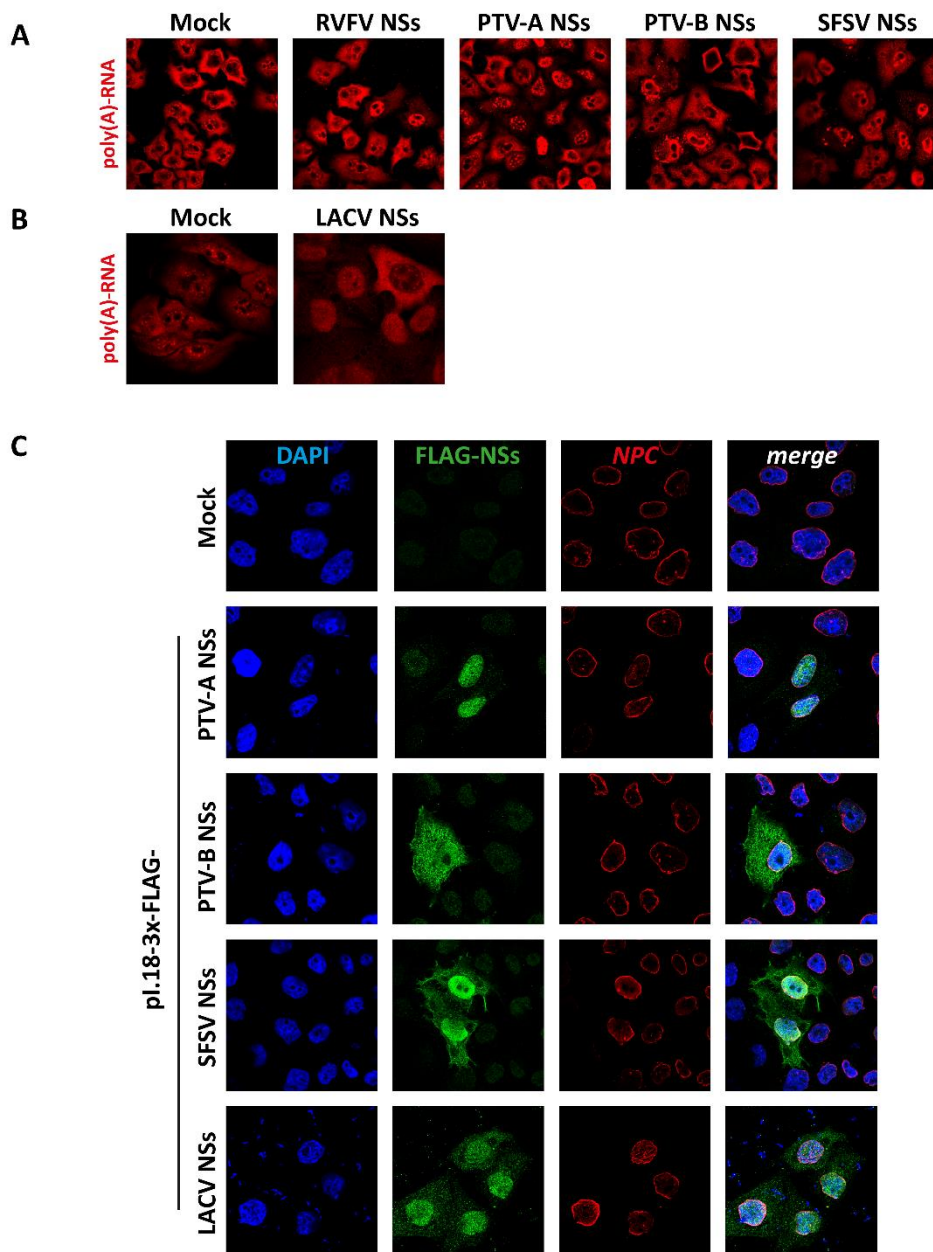 A
Mock
RVFV NSs
PTV-A NSs
PTV-B NSs
SFSV NSs
poly(A)-RNA
B
Mock
LACV NSs
poly(A)-RNA
C
DAPI
FLAG-NSs
NPC
merge
Mock
pl.18-3x-FLAG-
PTV-A NSs
PTV-B NSs
SFSV NSs
LACV NSs